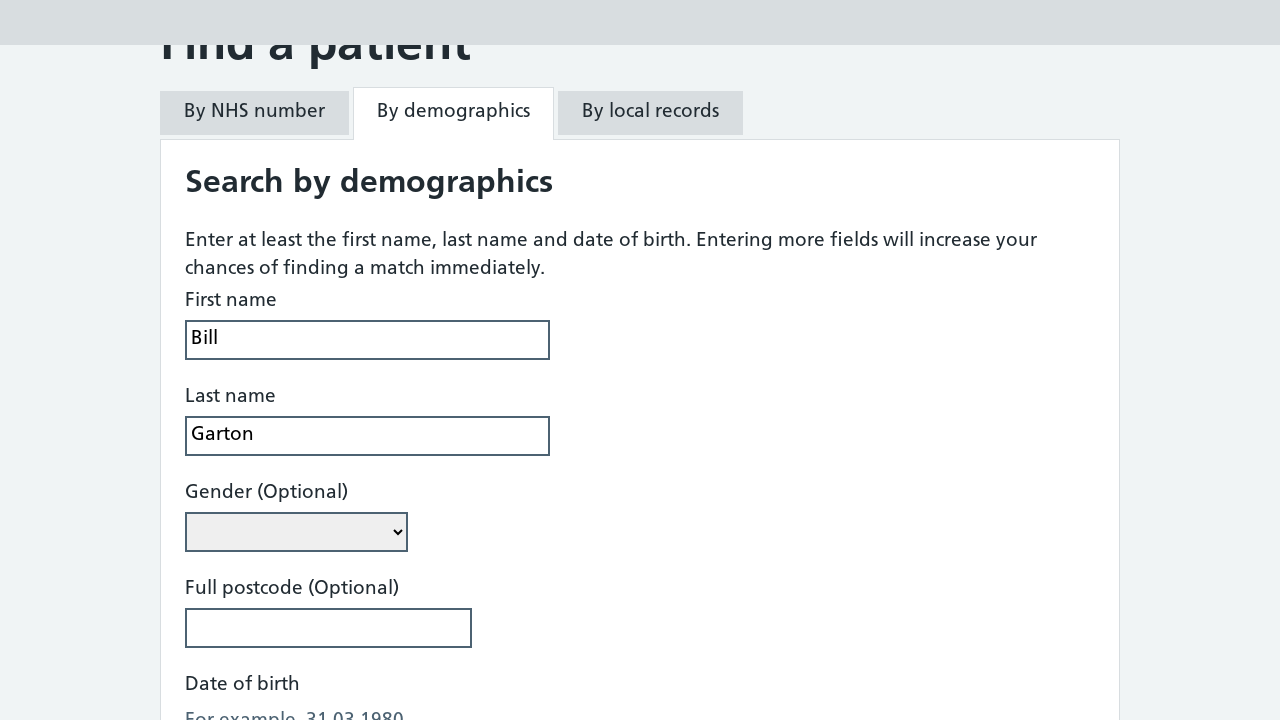 Find a patient
By NHS number
By demographics
By local records
Search by demographics
Enter at least the first name, last name and date of birth. Entering more fields will increase your
chances of finding a match immediately.
First name
Bill
Last name
Garton
Gender (Optional)
Full postcode (Optional)
Date of birth
For example, 31 03 1980